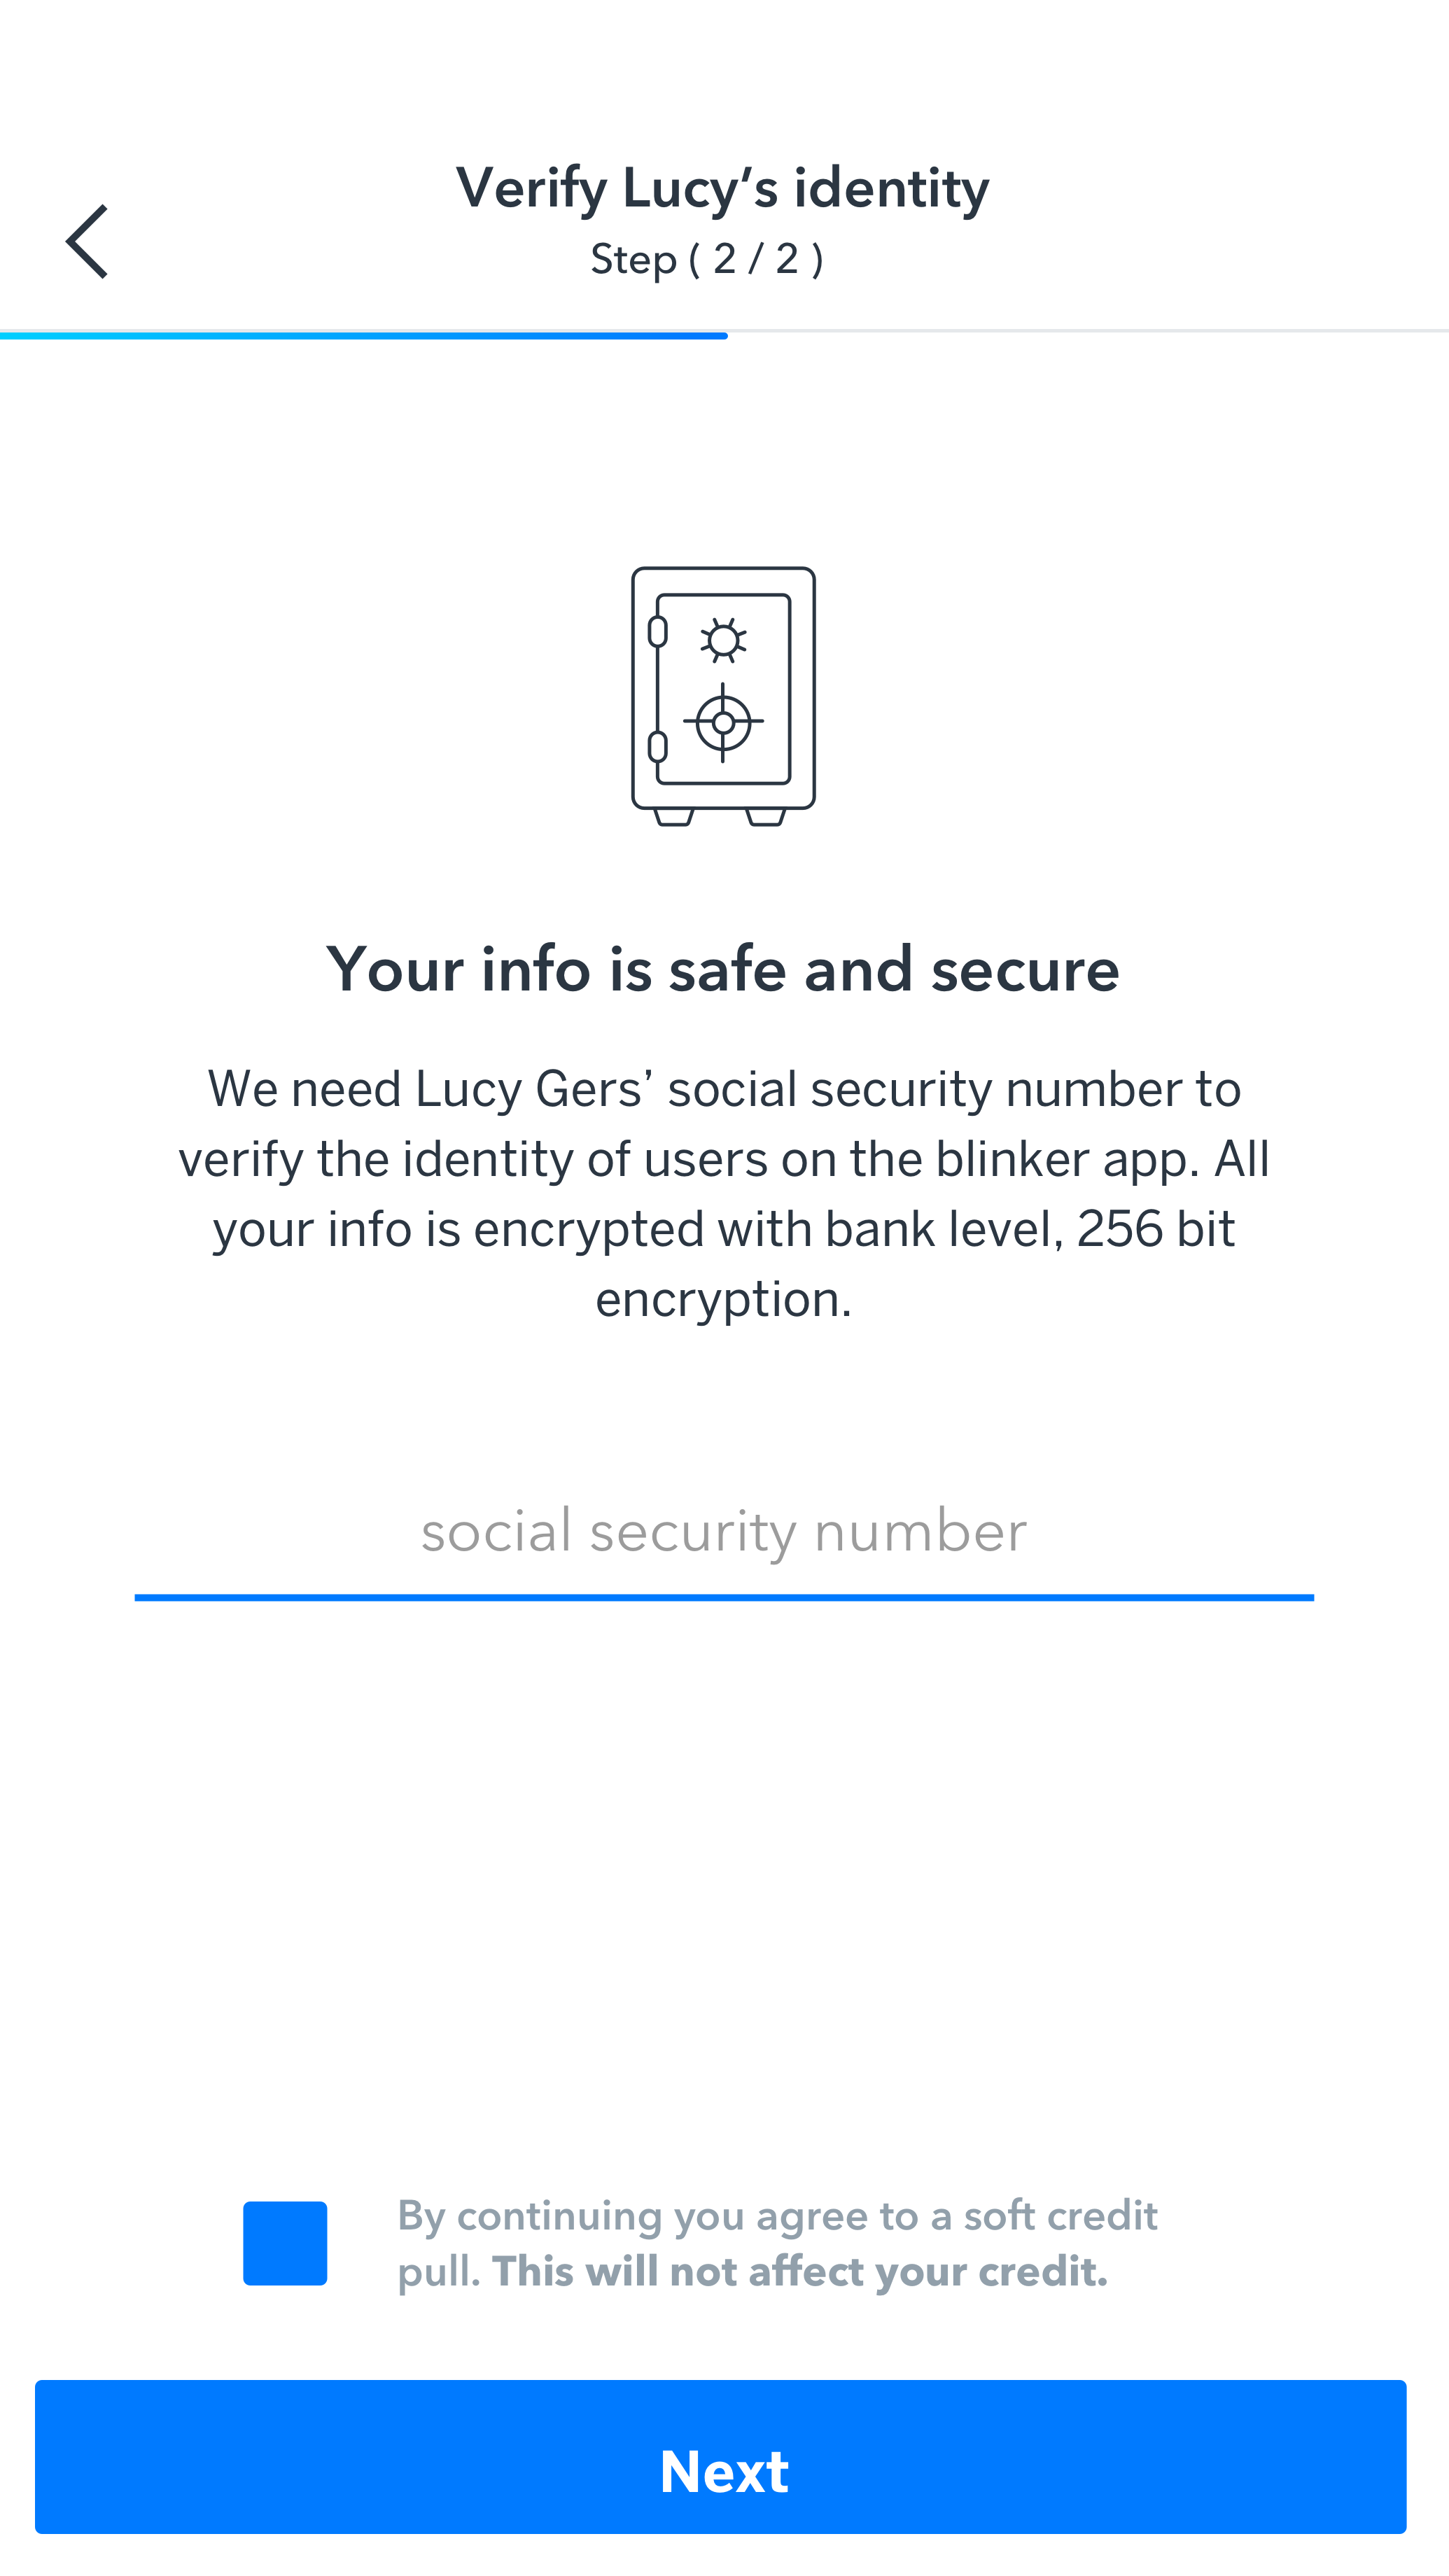 Verify Lucy’s identity
Step ( 2 / 2 )
Your info is safe and secure
We need Lucy Gers’ social security number to
verify the identity of users on the blinker app. All
your info is encrypted with bank level, 256 bit
encryption.
social security number
By continuing you agree to a soft credit
pull. This will not affect your credit.
Next